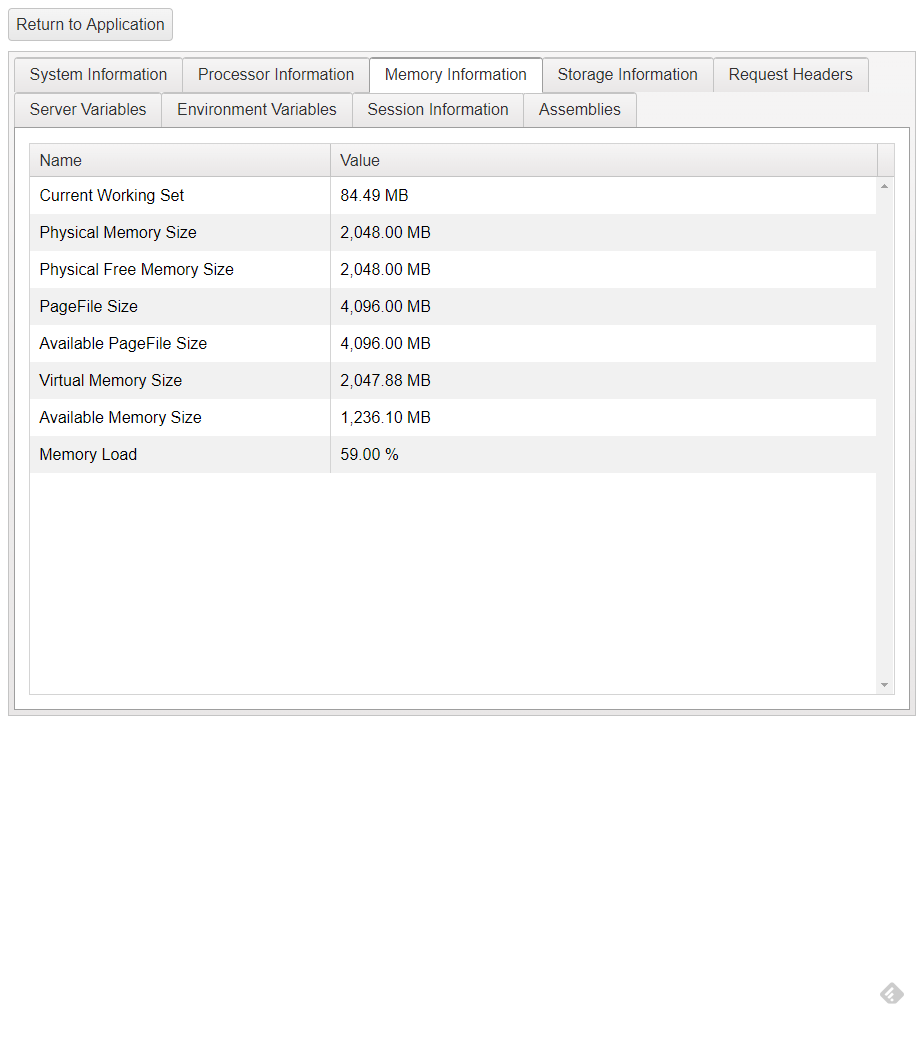 Return to Application
System Information Processor Information Memory Information Storage Information Request Headers
Server Variables Environment Variables Session Information Assemblies
Name Value
Current Working Set 84.49 MB
Physical Memory Size 2,048.00 MB
Physical Free Memory Size 2,048.00 MB
PageFile Size 4,096.00 MB
Available PageFile Size 4,096.00 MB
Virtual Memory Size 2,047.88 MB
Available Memory Size 1,236.10 MB
Memory Load 59.00 %